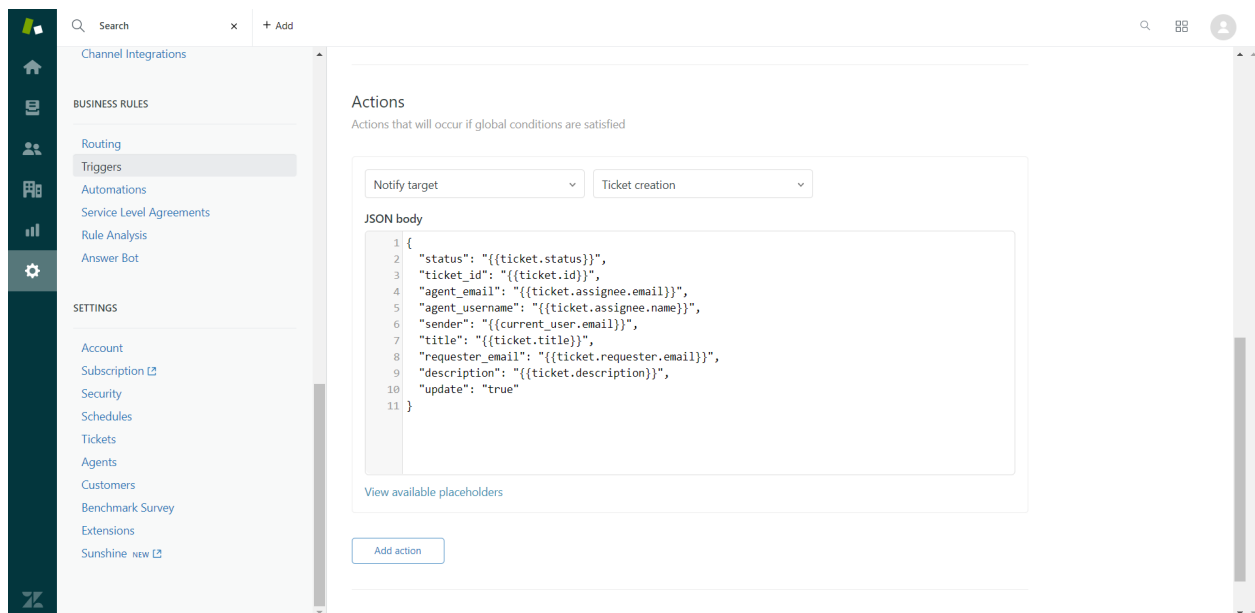 Search × + Add
Channel Integrations
BUSINESS RULES
Routing
Triggers
Automations
Service Level Agreements
Rule Analysis
Answer Bot
SETTINGS
Account
Subscription
Security
Schedules
Tickets
Agents
Customers
Benchmark Survey
Extensions
Sunshine NEW
Actions
Actions that will occur if global conditions are satisfied
Notify target Ticket creation
JSON body
1 {
2 "status": "{{ticket.status}}",
3 "ticket_id": "{{ticket.id}}",
4 "agent_email": "{{ticket.assignee.email}}",
5 "agent_username": "{{ticket.assignee.name}}",
6 "sender": "{{current_user.email}}",
7 "title": "{{ticket.title}}",
8 "requester_email": "{{ticket.requester.email}}",
9 "description": "{{ticket.description}}",
10 "update": "true"
11 }
View available placeholders
Add action